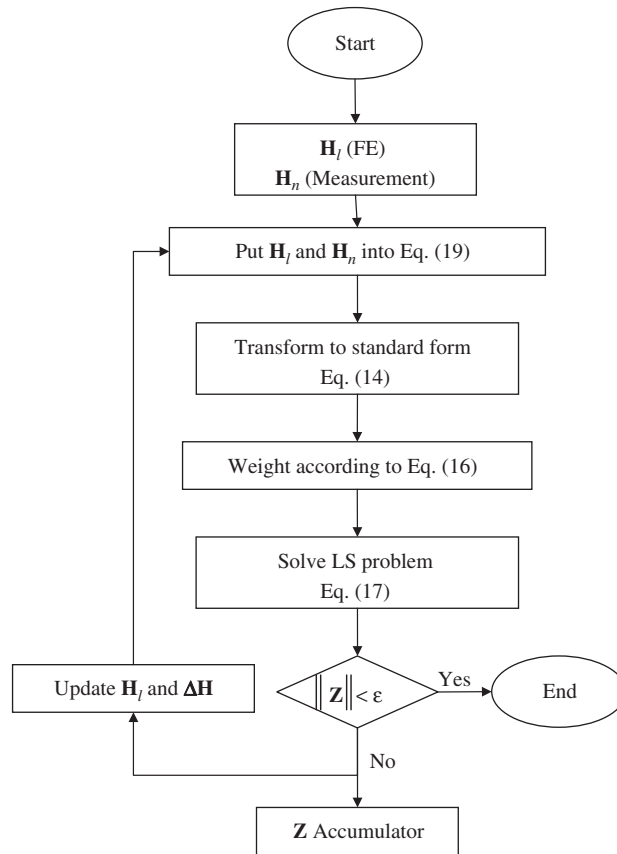 Start
H_l (FE)
H_n (Measurement)
Put H_l and H_n into Eq. (19)
Transform to standard form
Eq. (14)
Weight according to Eq. (16)
Solve LS problem
Eq. (17)
Update H_l and ΔH
‖ Z ‖ < ε
Yes
End
No
Z Accumulator